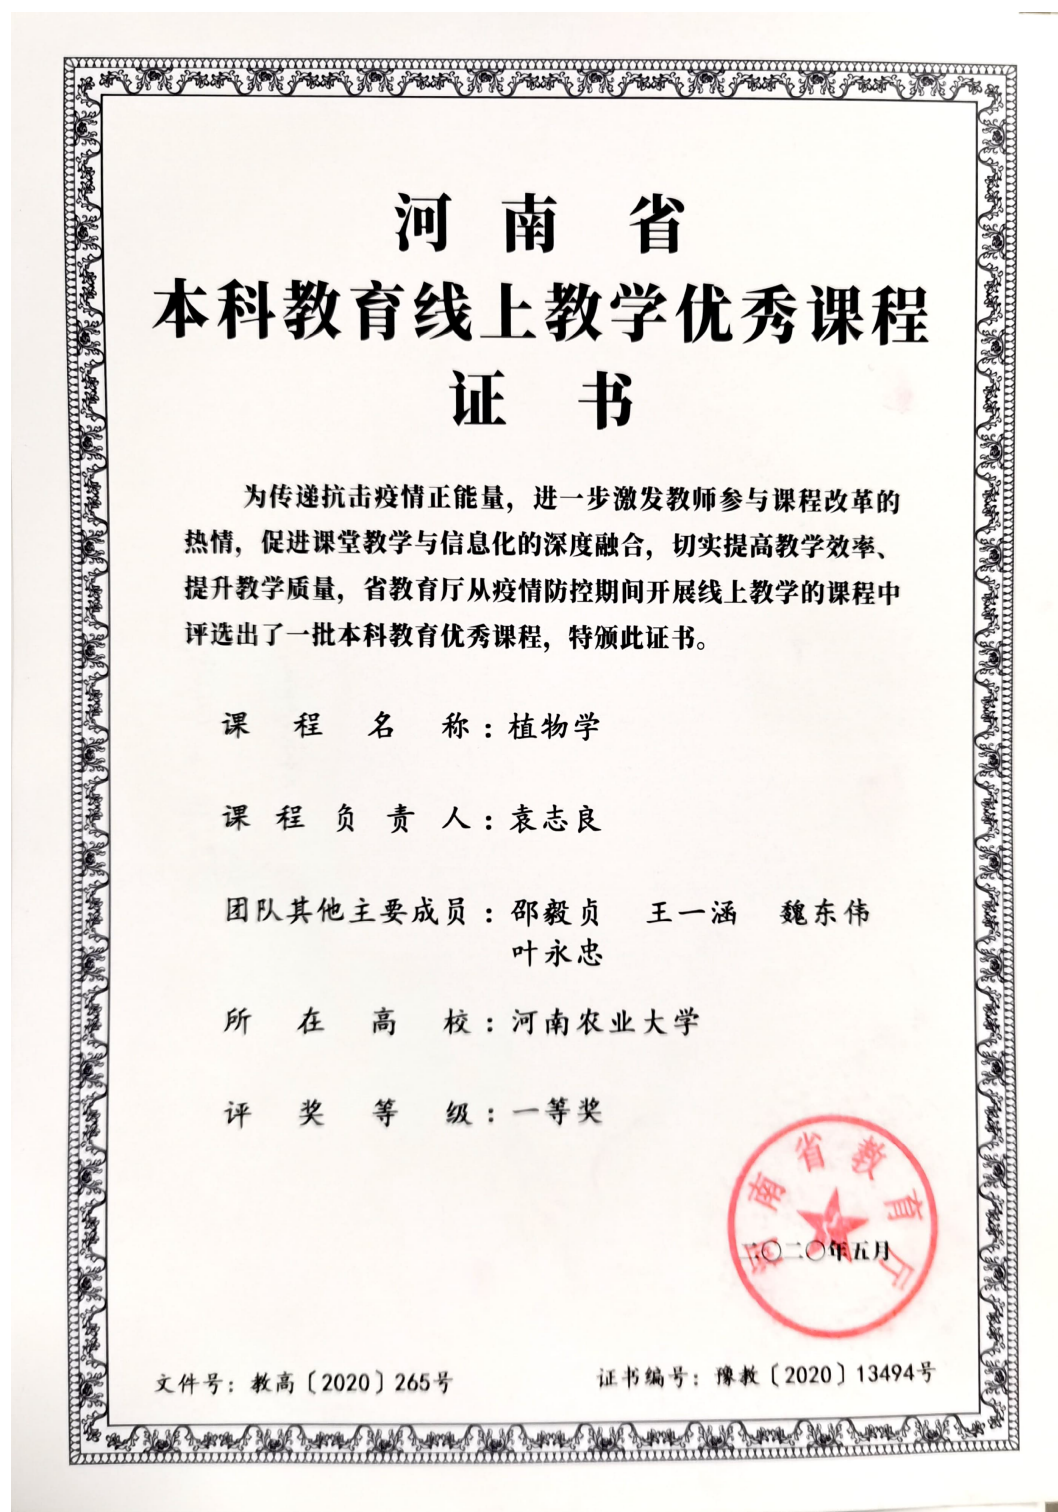 河南省
本科教育线上教学优秀课程
证书
为传递抗击疫情正能量，进一步激发教师参与课程改革的
热情，促进课堂教学与信息化的深度融合，切实提高教学效率、
提升教学质量，省教育厅从疫情防控期间开展线上教学的课程中
评选出了一批本科教育优秀课程，特颁此证书。
课程名称：植物学
课程负责人：袁志良
团队其他主要成员：邵毅贞 王一涵 魏东伟
叶永忠
所在高校：河南农业大学
评奖等级：一等奖
河南省教育厅
二〇二〇年五月
文件号：教高〔2020〕265号
证书编号：豫教〔2020〕13494号